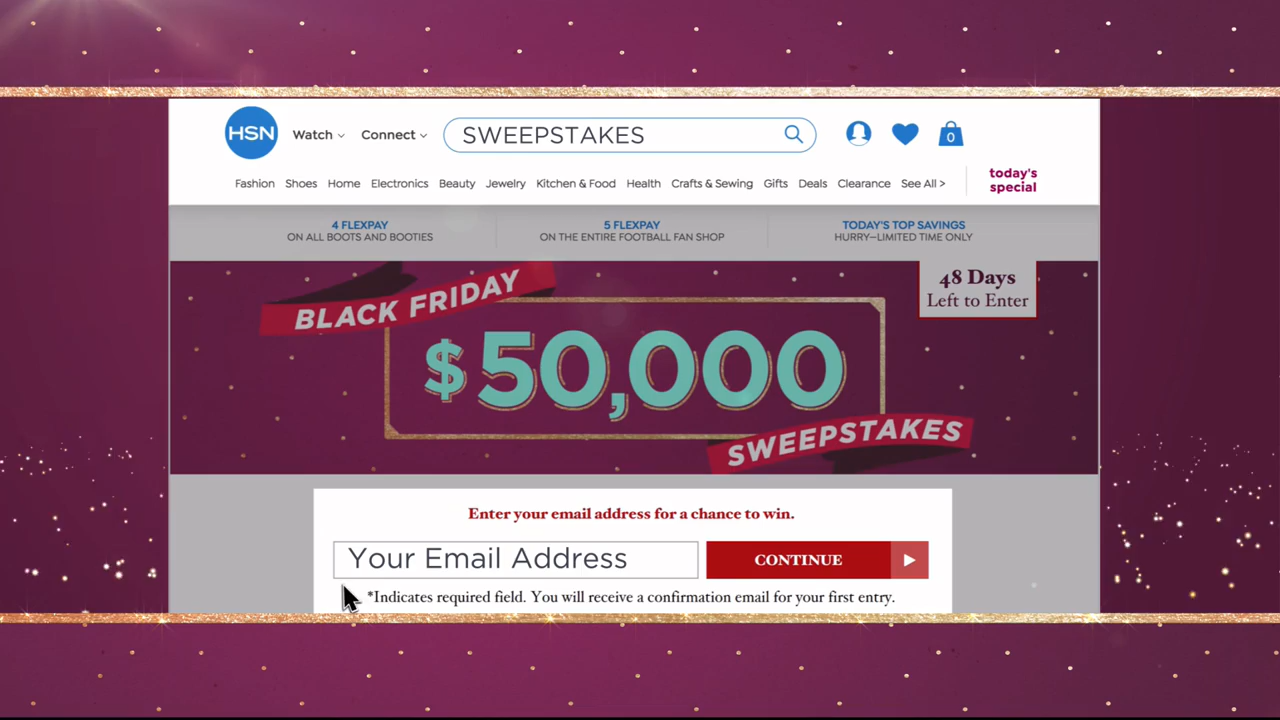 HSN Watch Connect SWEEPSTAKES 0
Fashion Shoes Home Electronics Beauty Jewelry Kitchen & Food Health Crafts & Sewing Gifts Deals Clearance See All > today's special
4 FLEXPAY
ON ALL BOOTS AND BOOTIES
5 FLEXPAY
ON THE ENTIRE FOOTBALL FAN SHOP
TODAY'S TOP SAVINGS
HURRY—LIMITED TIME ONLY
48 Days
Left to Enter
BLACK FRIDAY
$50,000
SWEEPSTAKES
Enter your email address for a chance to win.
Your Email Address CONTINUE
*Indicates required field. You will receive a confirmation email for your first entry.